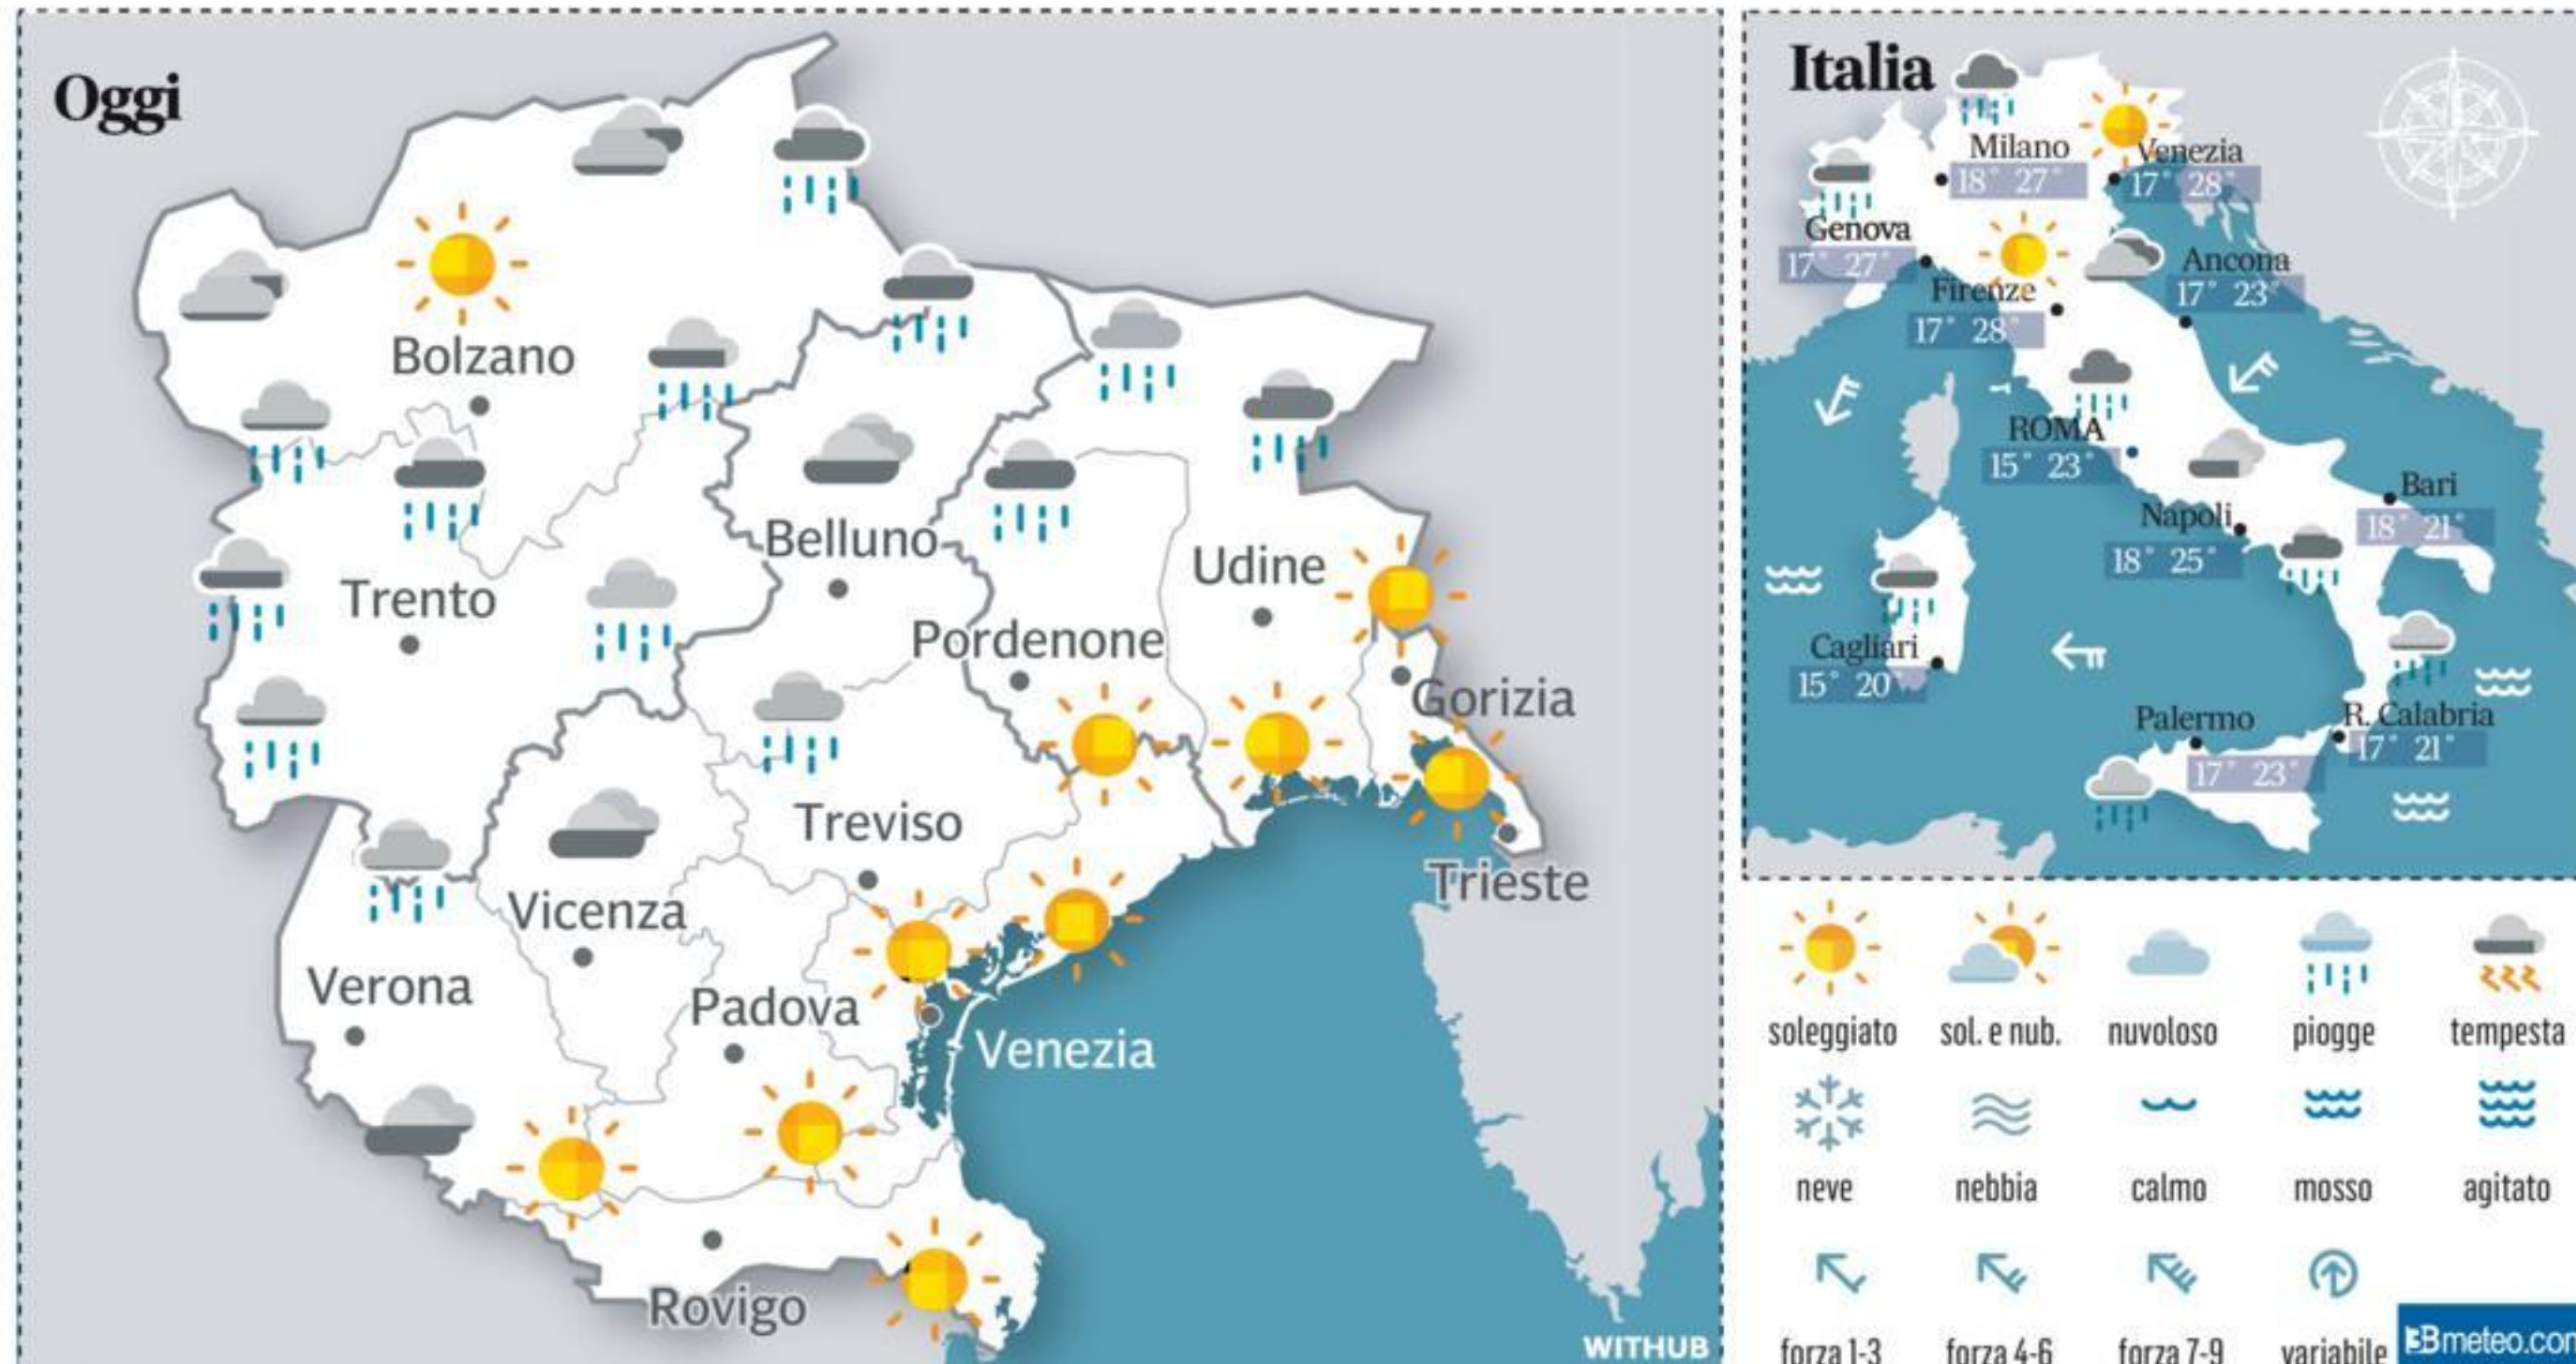 Oggi
Bolzano
Belluno
Udine
Trento
Pordenone
Gorizia
Treviso
Trieste
Vicenza
Verona
Padova
Venezia
Rovigo
WITHUB
Italia
Milano
18° 27°
Venezia
17° 28°
Genova
17° 27°
Ancona
17° 23°
Firenze
17° 28°
ROMA
15° 23°
Bari
18° 21°
Napoli
18° 25°
Cagliari
15° 20°
Palermo
17° 23°
R. Calabria
17° 21°
soleggiato sol. e nub. nuvoloso piogge tempesta
neve nebbia calmo mosso agitato
forza 1-3 forza 4-6 forza 7-9 variabile
3Bmeteo.com